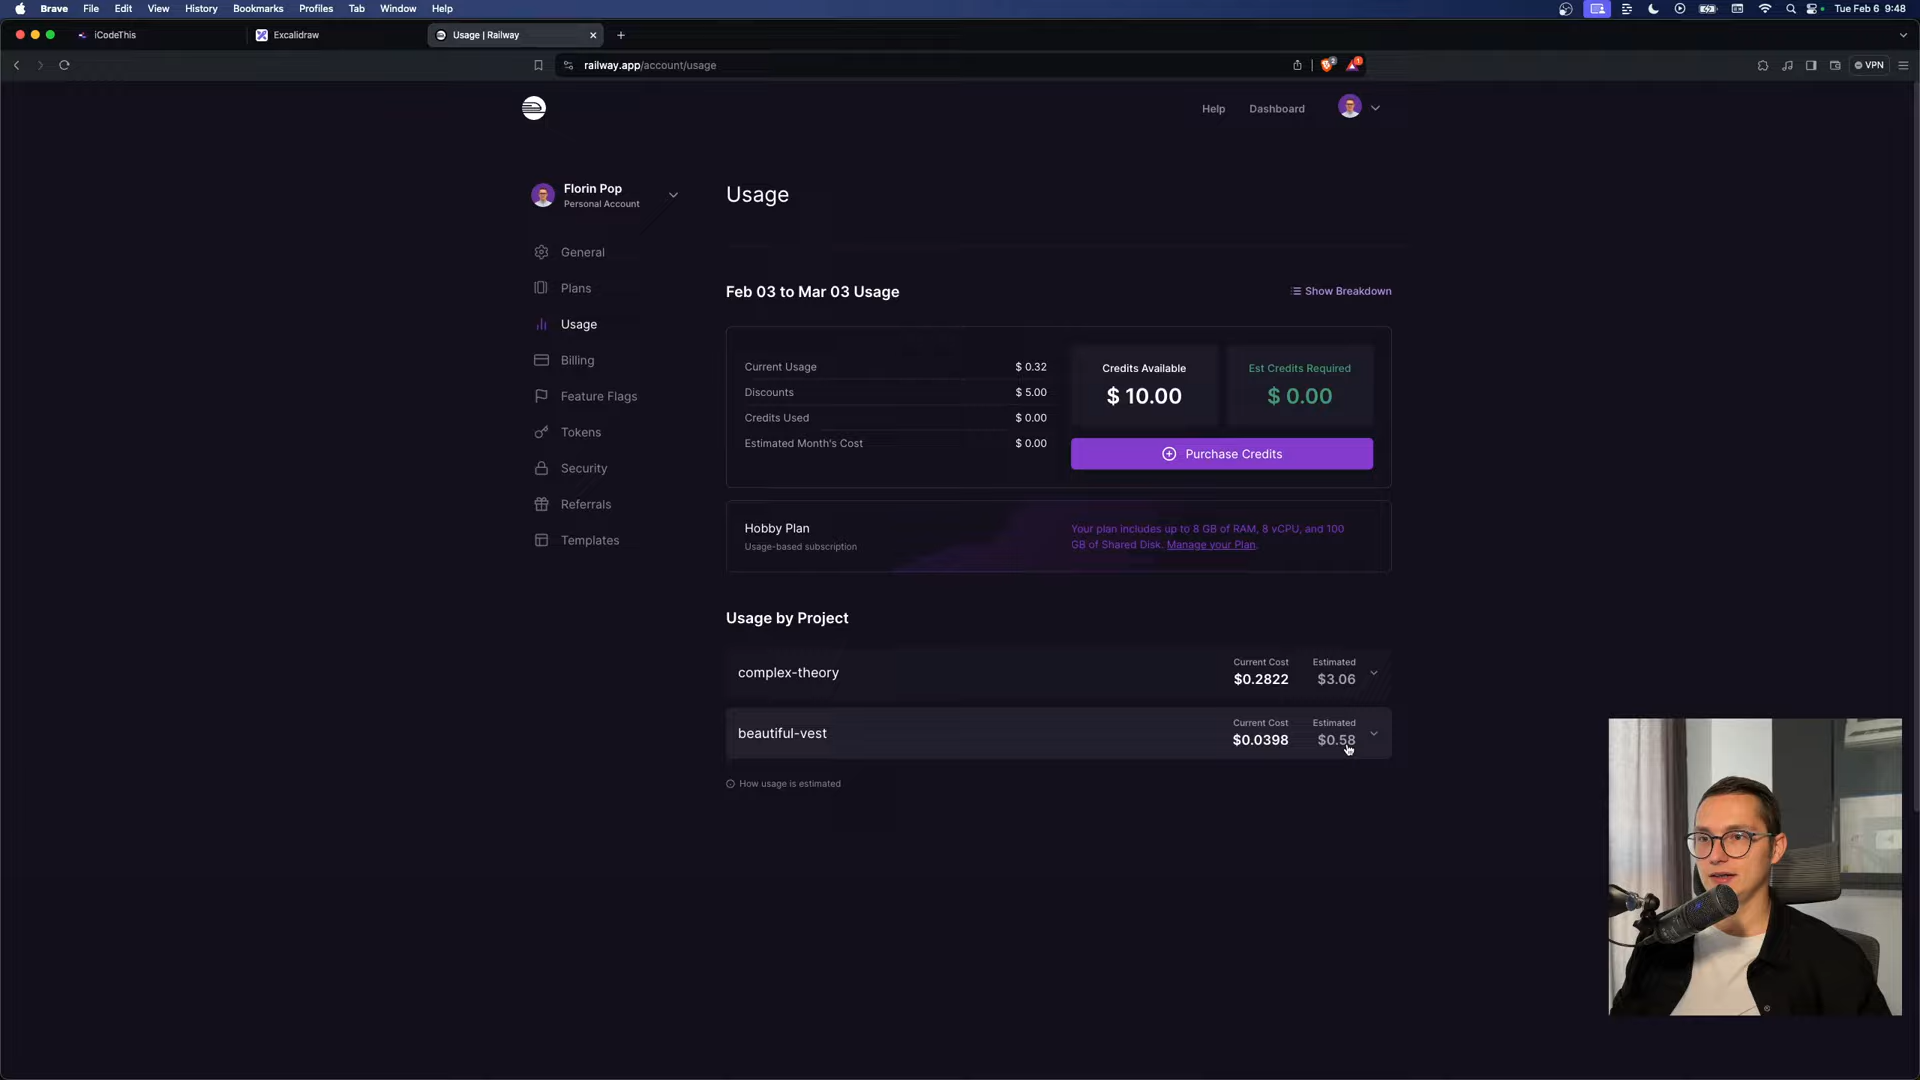 Brave File Edit View History Bookmarks Profiles Tab Window Help Tue Feb 6 9:48
iCodeThis Excalidraw Usage | Railway
railway.app/account/usage VPN
Help Dashboard
Florin Pop
Personal Account
General
Plans
Usage
Billing
Feature Flags
Tokens
Security
Referrals
Templates
Usage
Feb 03 to Mar 03 Usage Show Breakdown
Current Usage $ 0.32
Discounts $ 5.00
Credits Used $ 0.00
Estimated Month's Cost $ 0.00
Credits Available
$ 10.00
Est Credits Required
$ 0.00
Purchase Credits
Hobby Plan
Usage-based subscription
Your plan includes up to 8 GB of RAM, 8 vCPU, and 100
GB of Shared Disk. Manage your Plan.
Usage by Project
complex-theory
Current Cost Estimated
$0.2822 $3.06
beautiful-vest
Current Cost Estimated
$0.0398 $0.58
How usage is estimated